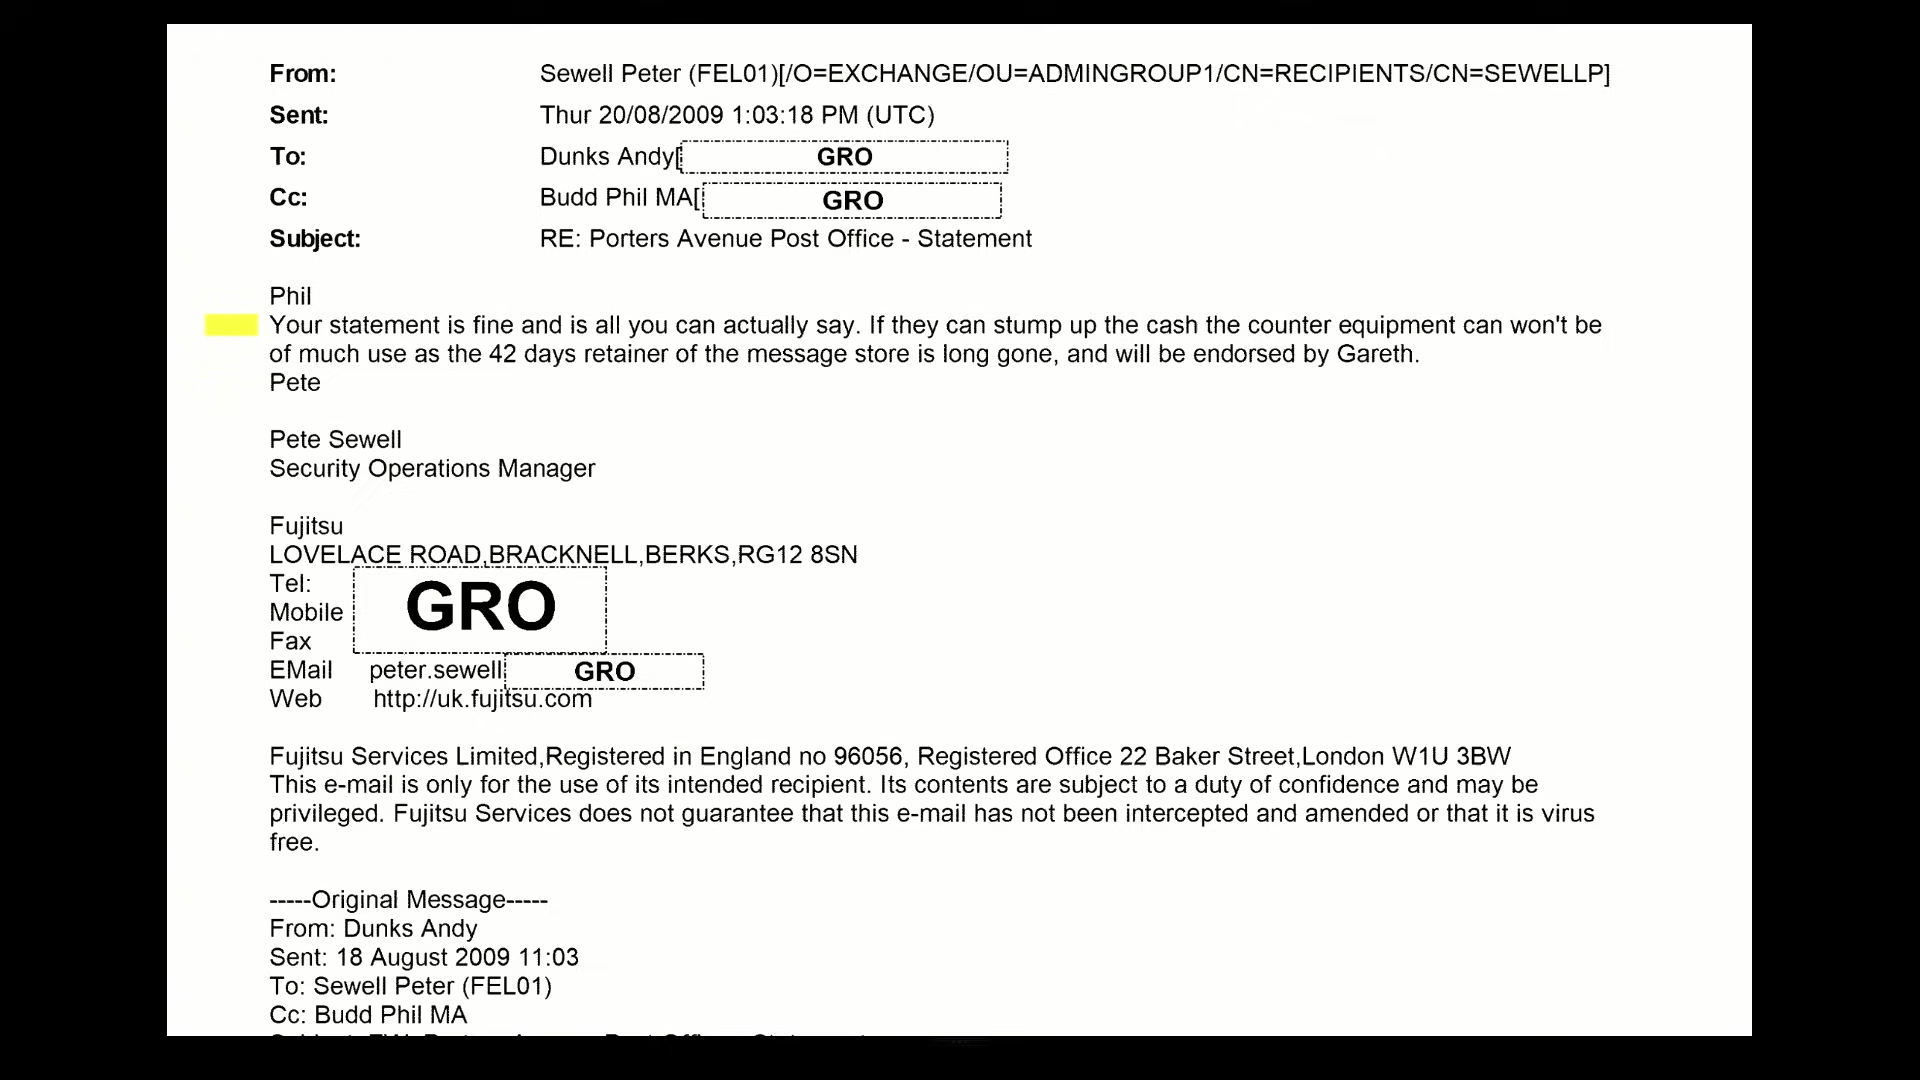 From: Sewell Peter (FEL01)[/O=EXCHANGE/OU=ADMINGROUP1/CN=RECIPIENTS/CN=SEWELLP]
Sent: Thur 20/08/2009 1:03:18 PM (UTC)
To: Dunks Andy[ GRO
Cc: Budd Phil MA[ GRO
Subject: RE: Porters Avenue Post Office - Statement
Phil
Your statement is fine and is all you can actually say. If they can stump up the cash the counter equipment can won't be
of much use as the 42 days retainer of the message store is long gone, and will be endorsed by Gareth.
Pete
Pete Sewell
Security Operations Manager
Fujitsu
LOVELACE ROAD,BRACKNELL,BERKS,RG12 8SN
Tel:
Mobile GRO
Fax
EMail peter.sewell GRO
Web http://uk.fujitsu.com
Fujitsu Services Limited,Registered in England no 96056, Registered Office 22 Baker Street,London W1U 3BW
This e-mail is only for the use of its intended recipient. Its contents are subject to a duty of confidence and may be
privileged. Fujitsu Services does not guarantee that this e-mail has not been intercepted and amended or that it is virus
free.
-----Original Message-----
From: Dunks Andy
Sent: 18 August 2009 11:03
To: Sewell Peter (FEL01)
Cc: Budd Phil MA